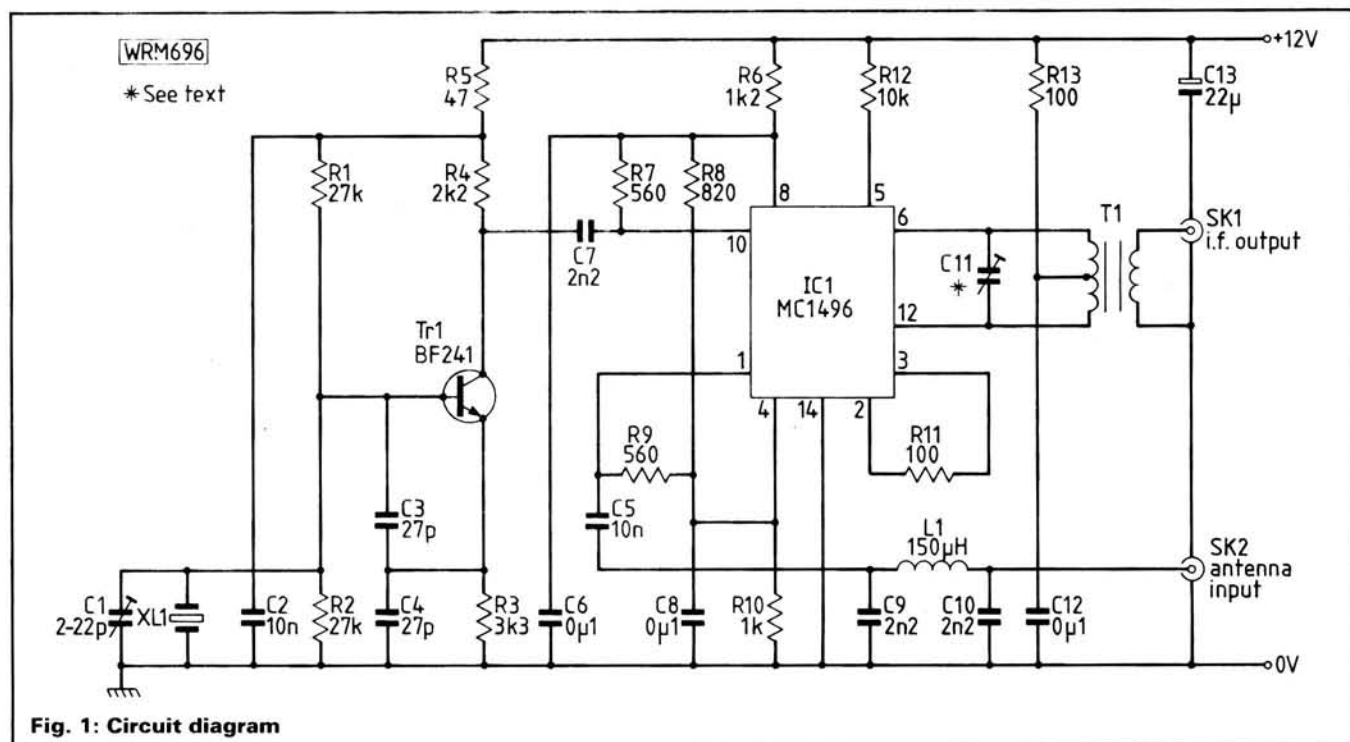 WRM696
* See text
+12V
R5
47
R6
1k2
R12
10k
R13
100
C13
22µ
R1
27k
R4
2k2
R7
560
R8
820
8
5
6
T1
SK1
i.f. output
10
C7
2n2
C11
*
IC1
MC1496
12
Tr1
BF241
1
3
4
14
2
R9
560
R11
100
C3
27p
C5
10n
L1
150µH
SK2
antenna
input
C1
2-22p
XL1
C2
10n
R2
27k
C4
27p
R3
3k3
C6
0µ1
C8
0µ1
R10
1k
C9
2n2
C10
2n2
C12
0µ1
0V
Fig. 1: Circuit diagram